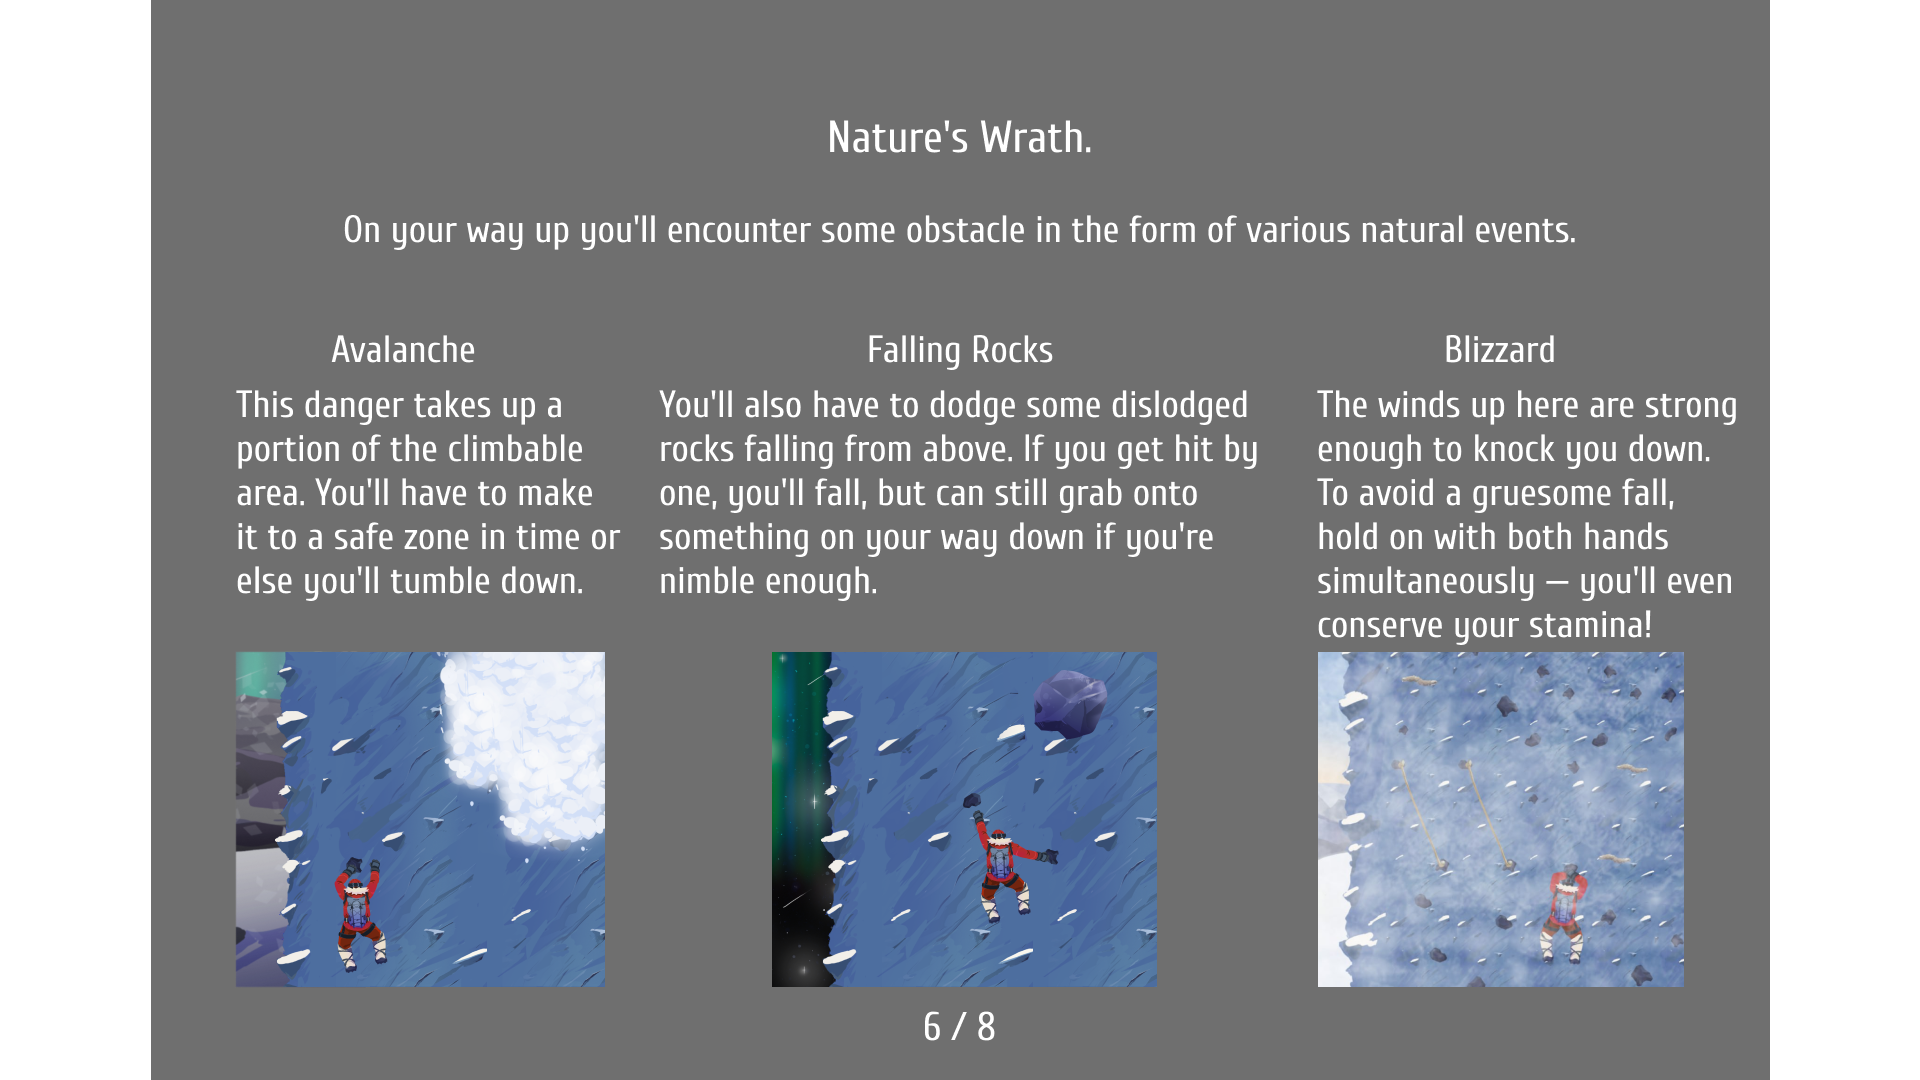 Nature's Wrath.
On your way up you'll encounter some obstacle in the form of various natural events.
Avalanche
This danger takes up a
portion of the climbable
area. You'll have to make
it to a safe zone in time or
else you'll tumble down.
Falling Rocks
You'll also have to dodge some dislodged
rocks falling from above. If you get hit by
one, you'll fall, but can still grab onto
something on your way down if you're
nimble enough.
Blizzard
The winds up here are strong
enough to knock you down.
To avoid a gruesome fall,
hold on with both hands
simultaneously — you'll even
conserve your stamina!
6 / 8